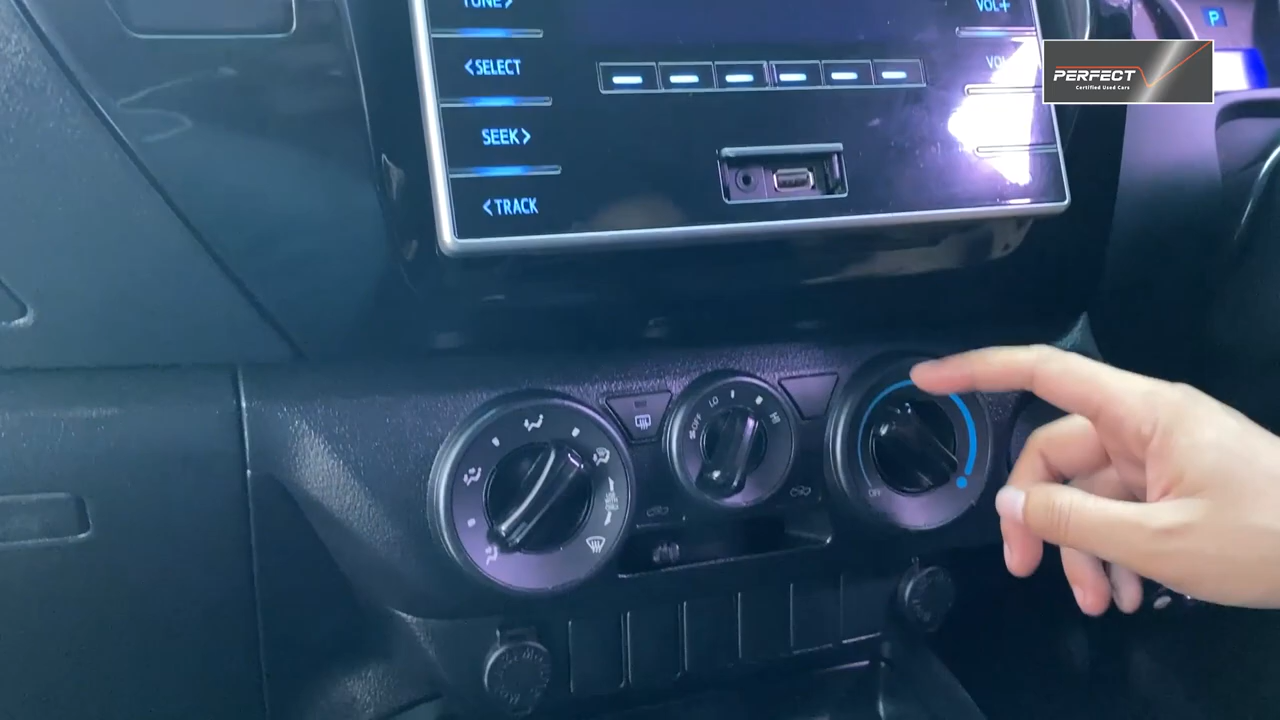 TUNE>
<SELECT
SEEK>
<TRACK
VOL+
VOL
P
PERFECT
Certified Used Cars
OFF
LO
HI
OFF